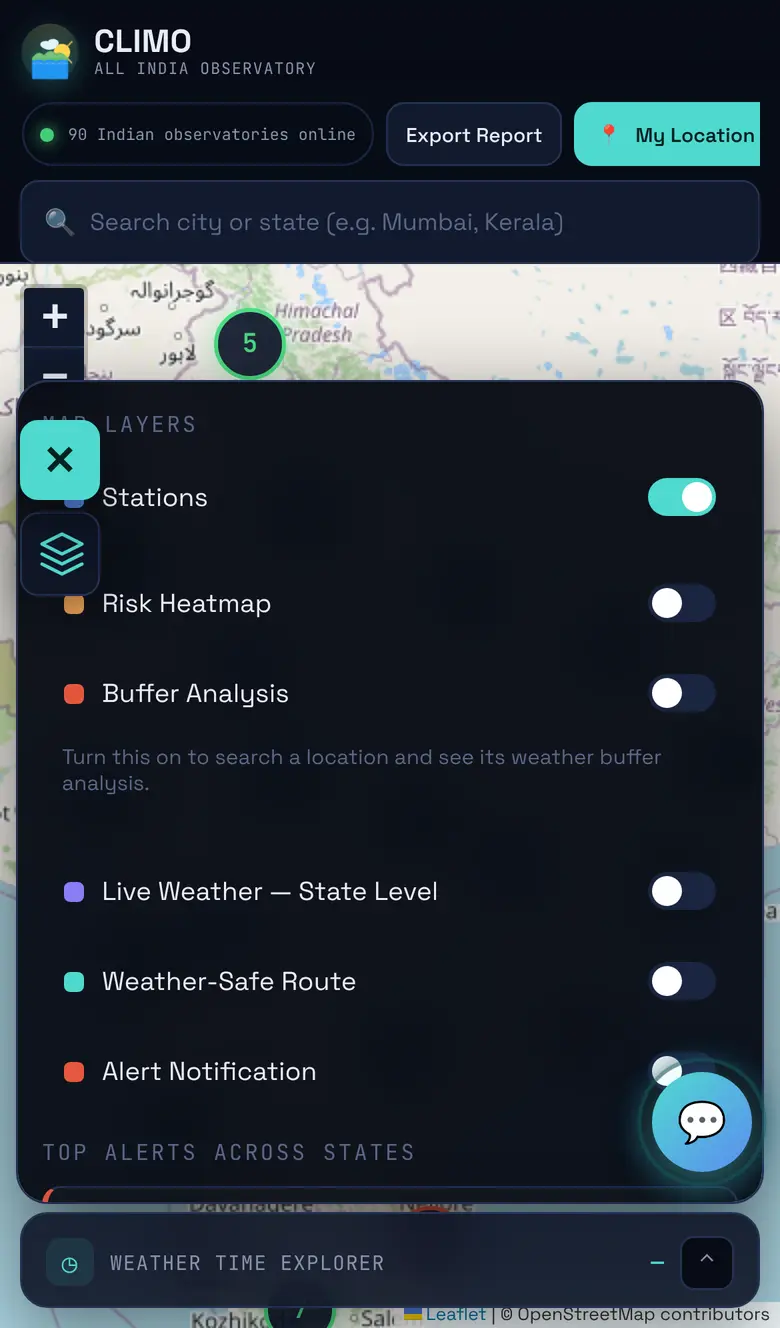 CLIMO
ALL INDIA OBSERVATORY
90 Indian observatories online
Export Report
My Location
Search city or state (e.g. Mumbai, Kerala)
گوجرانوالہ
Himachal
Pradesh
سرگود
لاہور
5
+
−
MAP LAYERS
Stations
Risk Heatmap
Buffer Analysis
Turn this on to search a location and see its weather buffer
analysis.
Live Weather — State Level
Weather-Safe Route
Alert Notification
TOP ALERTS ACROSS STATES
WEATHER TIME EXPLORER
Leaflet | © OpenStreetMap contributors